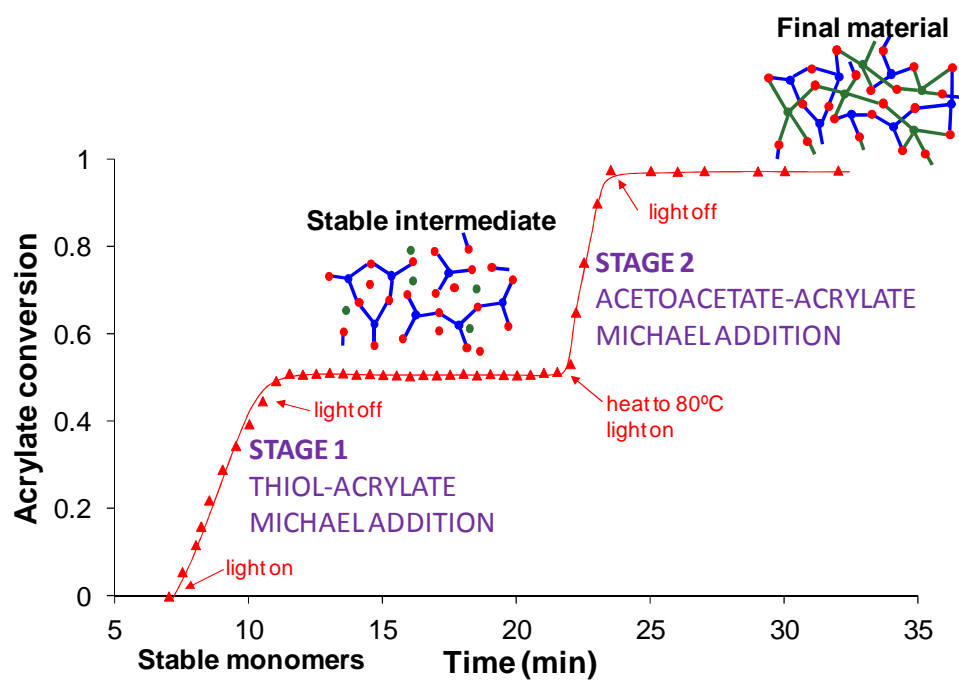 Final material
1
0.8
0.6
0.4
0.2
0
Acrylate conversion
Stable intermediate
light off
STAGE 2
ACETOACETATE-ACRYLATE
MICHAEL ADDITION
heat to 80ºC
light on
light off
STAGE 1
THIOL-ACRYLATE
MICHAEL ADDITION
light on
5 10 15 20 25 30 35
Stable monomers
Time (min)